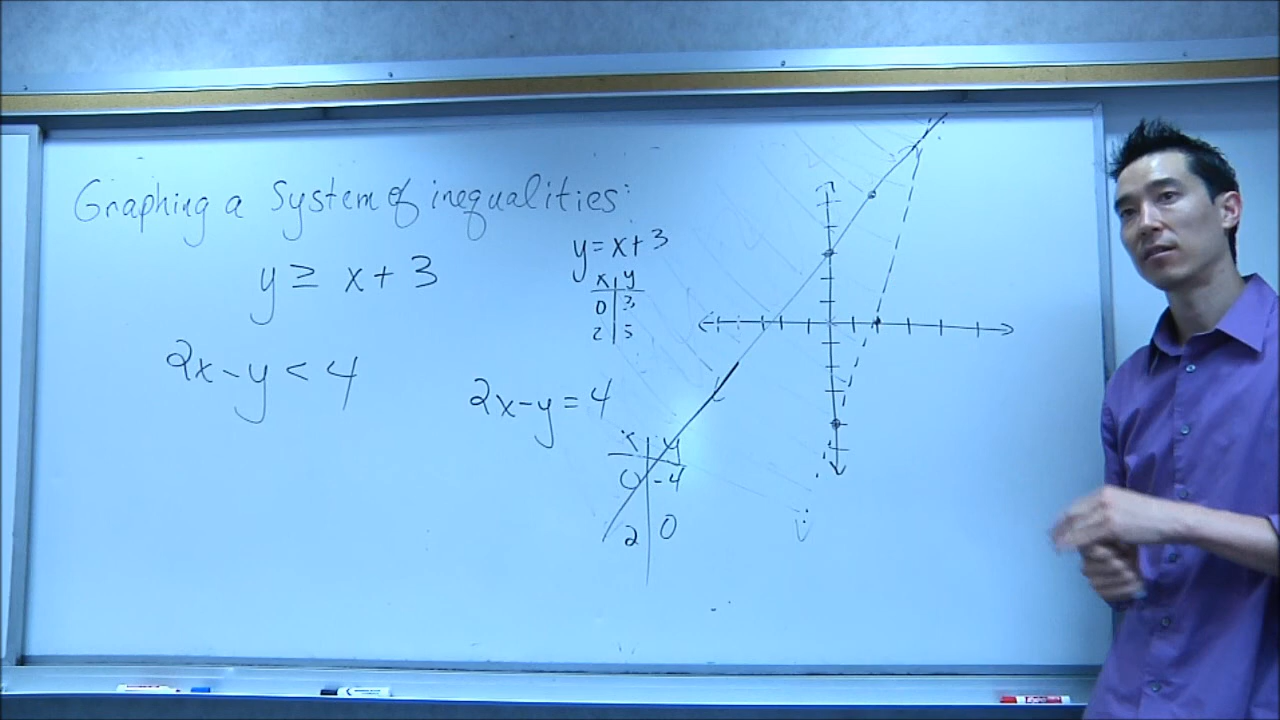 Graphing a System of inequalities:
y ≥ x + 3
2x - y < 4
y = x + 3
x y
0 3
2 5
2x - y = 4
x y
0 -4
2 0